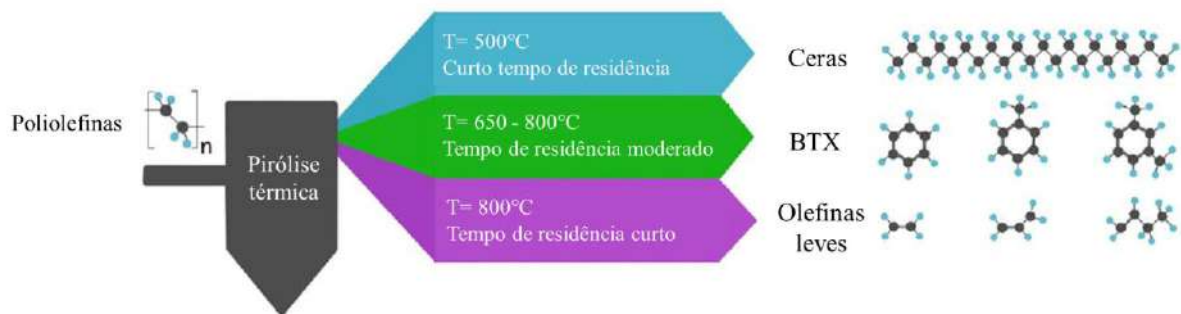 Poliolefinas
n
Pirólise
térmica
T= 500°C
Curto tempo de residência
T= 650 - 800°C
Tempo de residência moderado
T= 800°C
Tempo de residência curto
Ceras
BTX
Olefinas
leves